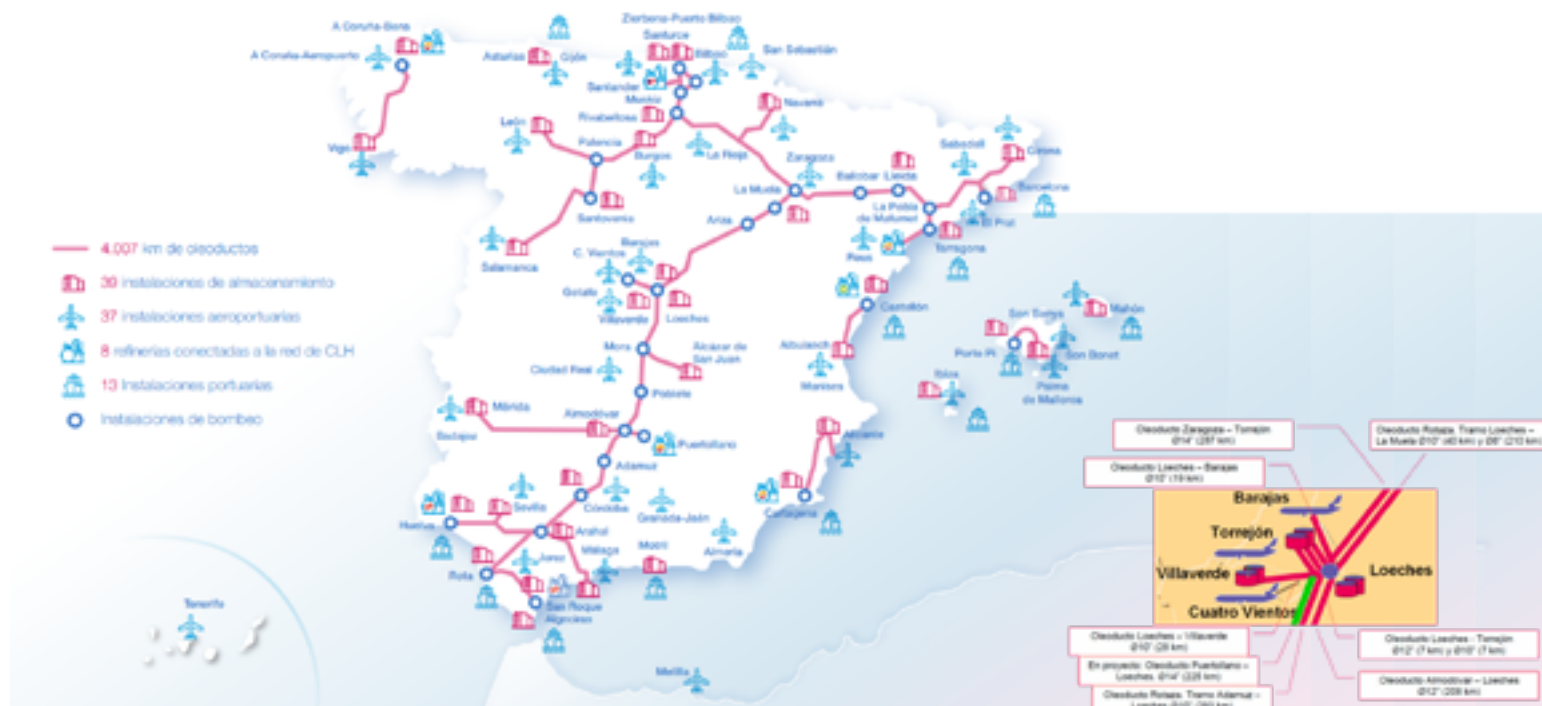 A Coruña-Bens
A Coruña-Aeropuerto
Vigo
Asturias
Gijón
Zierbena-Puerto Bilbao
Santurce
Bilbao
San Sebastián
Santander
Muskiz
Rivabellosa
Navarra
León
Palencia
Burgos
La Rioja
Zaragoza
Sabadell
Girona
Santovenia
La Muela
Ballobar
Lleida
Barcelona
Ariza
La Pobla
de Mafumet
El Prat
Salamanca
Barajas
C. Vientos
Reus
Tarragona
Getafe
Villaverde
Loeches
Castellón
Son Bonet
Mahón
Mora
Alcázar de
San Juan
Albuixech
Porto Pi
Ciudad Real
Manises
Ibiza
Palma
de Mallorca
Poblete
Mérida
Almodóvar
Badajoz
Puertollano
Alicante
Adamuz
Huelva
Sevilla
Córdoba
Granada-Jaén
Cartagena
Arahal
Almería
Jerez
Málaga
Motril
Rota
San Roque
Algeciras
Tenerife
Melilla
4.007 km de oleoductos
39 instalaciones de almacenamiento
37 instalaciones aeroportuarias
8 refinerías conectadas a la red de CLH
13 Instalaciones portuarias
Instalaciones de bombeo
Oleoducto Zaragoza – Torrejón
Ø14" (287 km)
Oleoducto Rotaza. Tramo Loeches –
La Muela Ø10" (40 km) y Ø8" (210 km)
Oleoducto Loeches – Barajas
Ø10" (19 km)
Barajas
Torrejón
Villaverde
Loeches
Cuatro Vientos
Oleoducto Loeches – Villaverde
Ø10" (28 km)
Oleoducto Loeches - Torrejón
Ø12" (7 km) y Ø10" (7 km)
En proyecto: Oleoducto Puertollano –
Loeches. Ø14" (225 km)
Oleoducto Almodóvar – Loeches
Ø12" (208 km)
Oleoducto Rotaza. Tramo Adamuz –